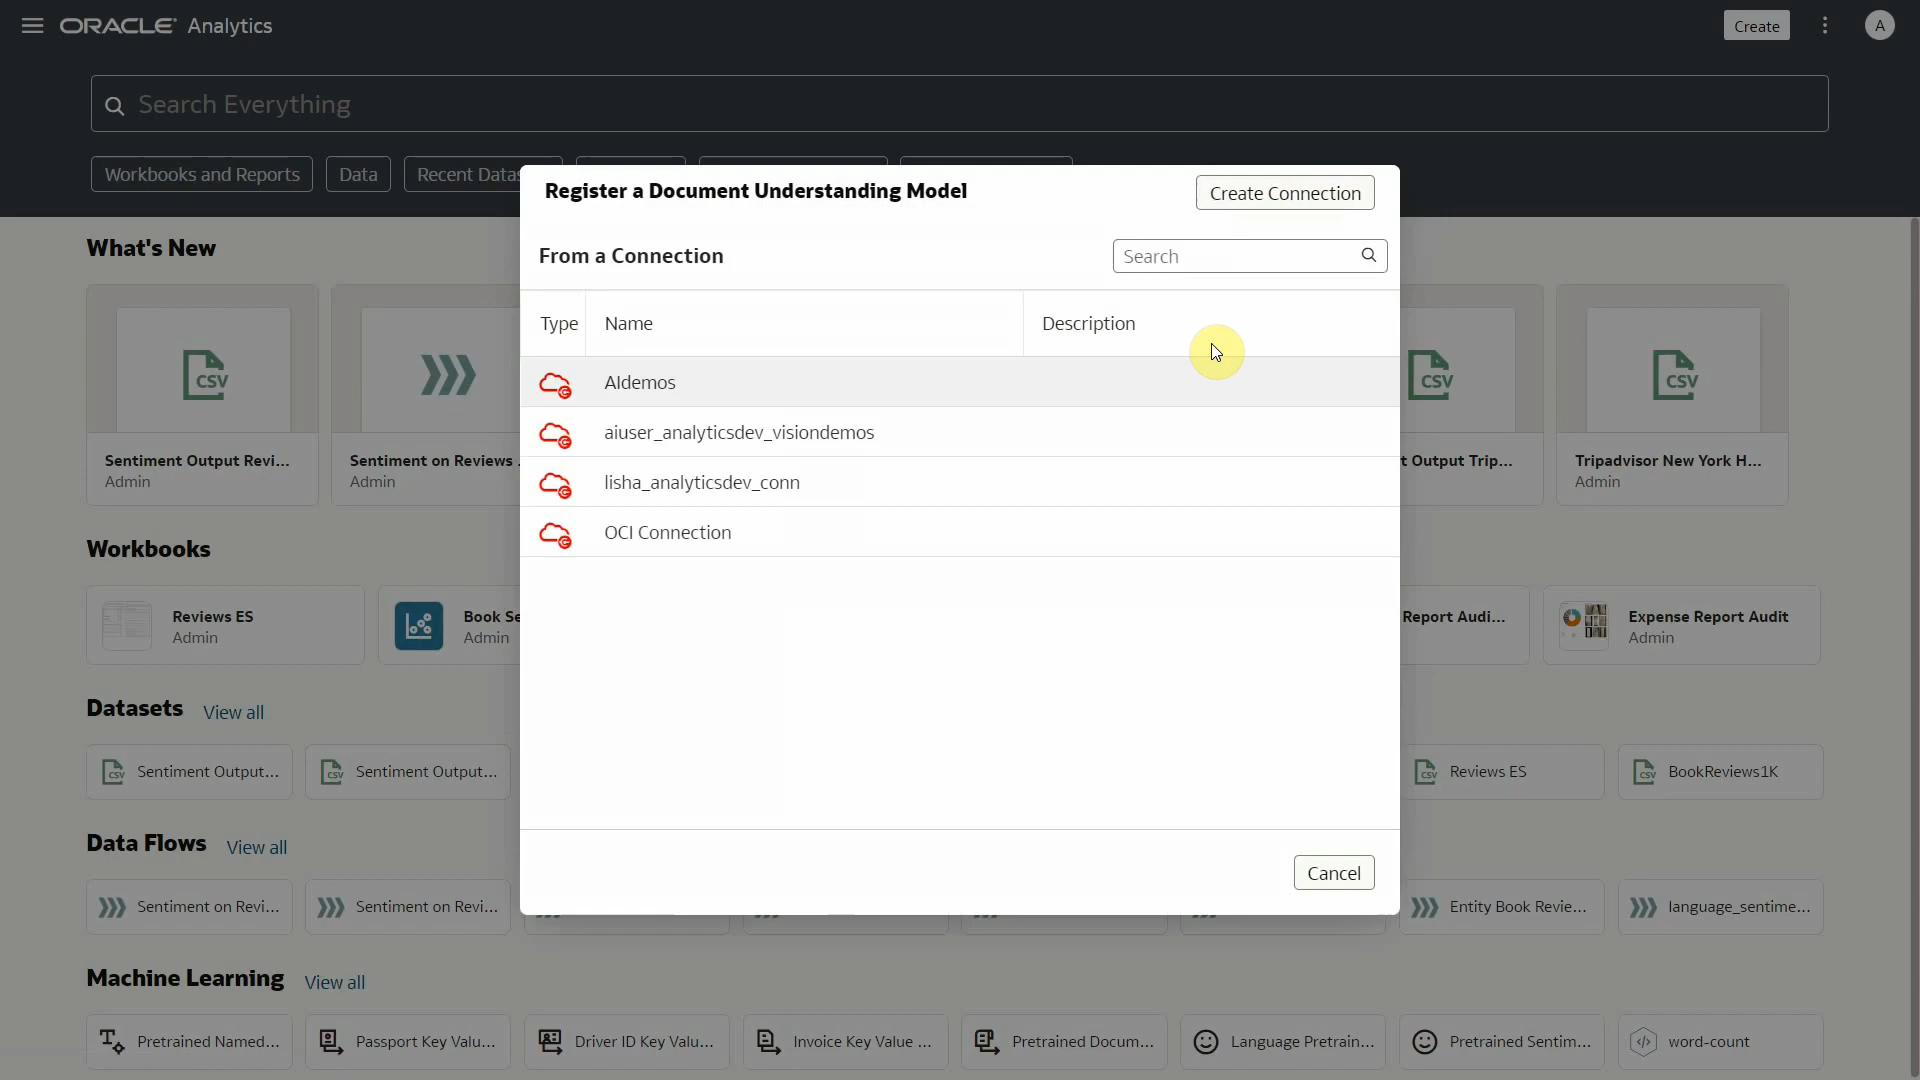 ORACLE Analytics
Create
A
Search Everything
Workbooks and Reports
Data
Recent Datas
Register a Document Understanding Model
Create Connection
From a Connection
Search
Type Name Description
AIdemos
aiuser_analyticsdev_visiondemos
lisha_analyticsdev_conn
OCI Connection
Cancel
What's New
CSV
CSV
CSV
Sentiment Output Revi...
Admin
Sentiment on Reviews .
Admin
t Output Trip...
Tripadvisor New York H...
Admin
Workbooks
Reviews ES
Admin
Book Se
Admin
Report Audi...
Expense Report Audit
Admin
Datasets View all
CSV Sentiment Output...
CSV Sentiment Output...
CSV Reviews ES
CSV BookReviews1K
Data Flows View all
Sentiment on Revi...
Sentiment on Revi...
Entity Book Revie...
language_sentime...
Machine Learning View all
Pretrained Named...
Passport Key Valu...
Driver ID Key Valu...
Invoice Key Value ...
Pretrained Docum...
Language Pretrain...
Pretrained Sentim...
word-count